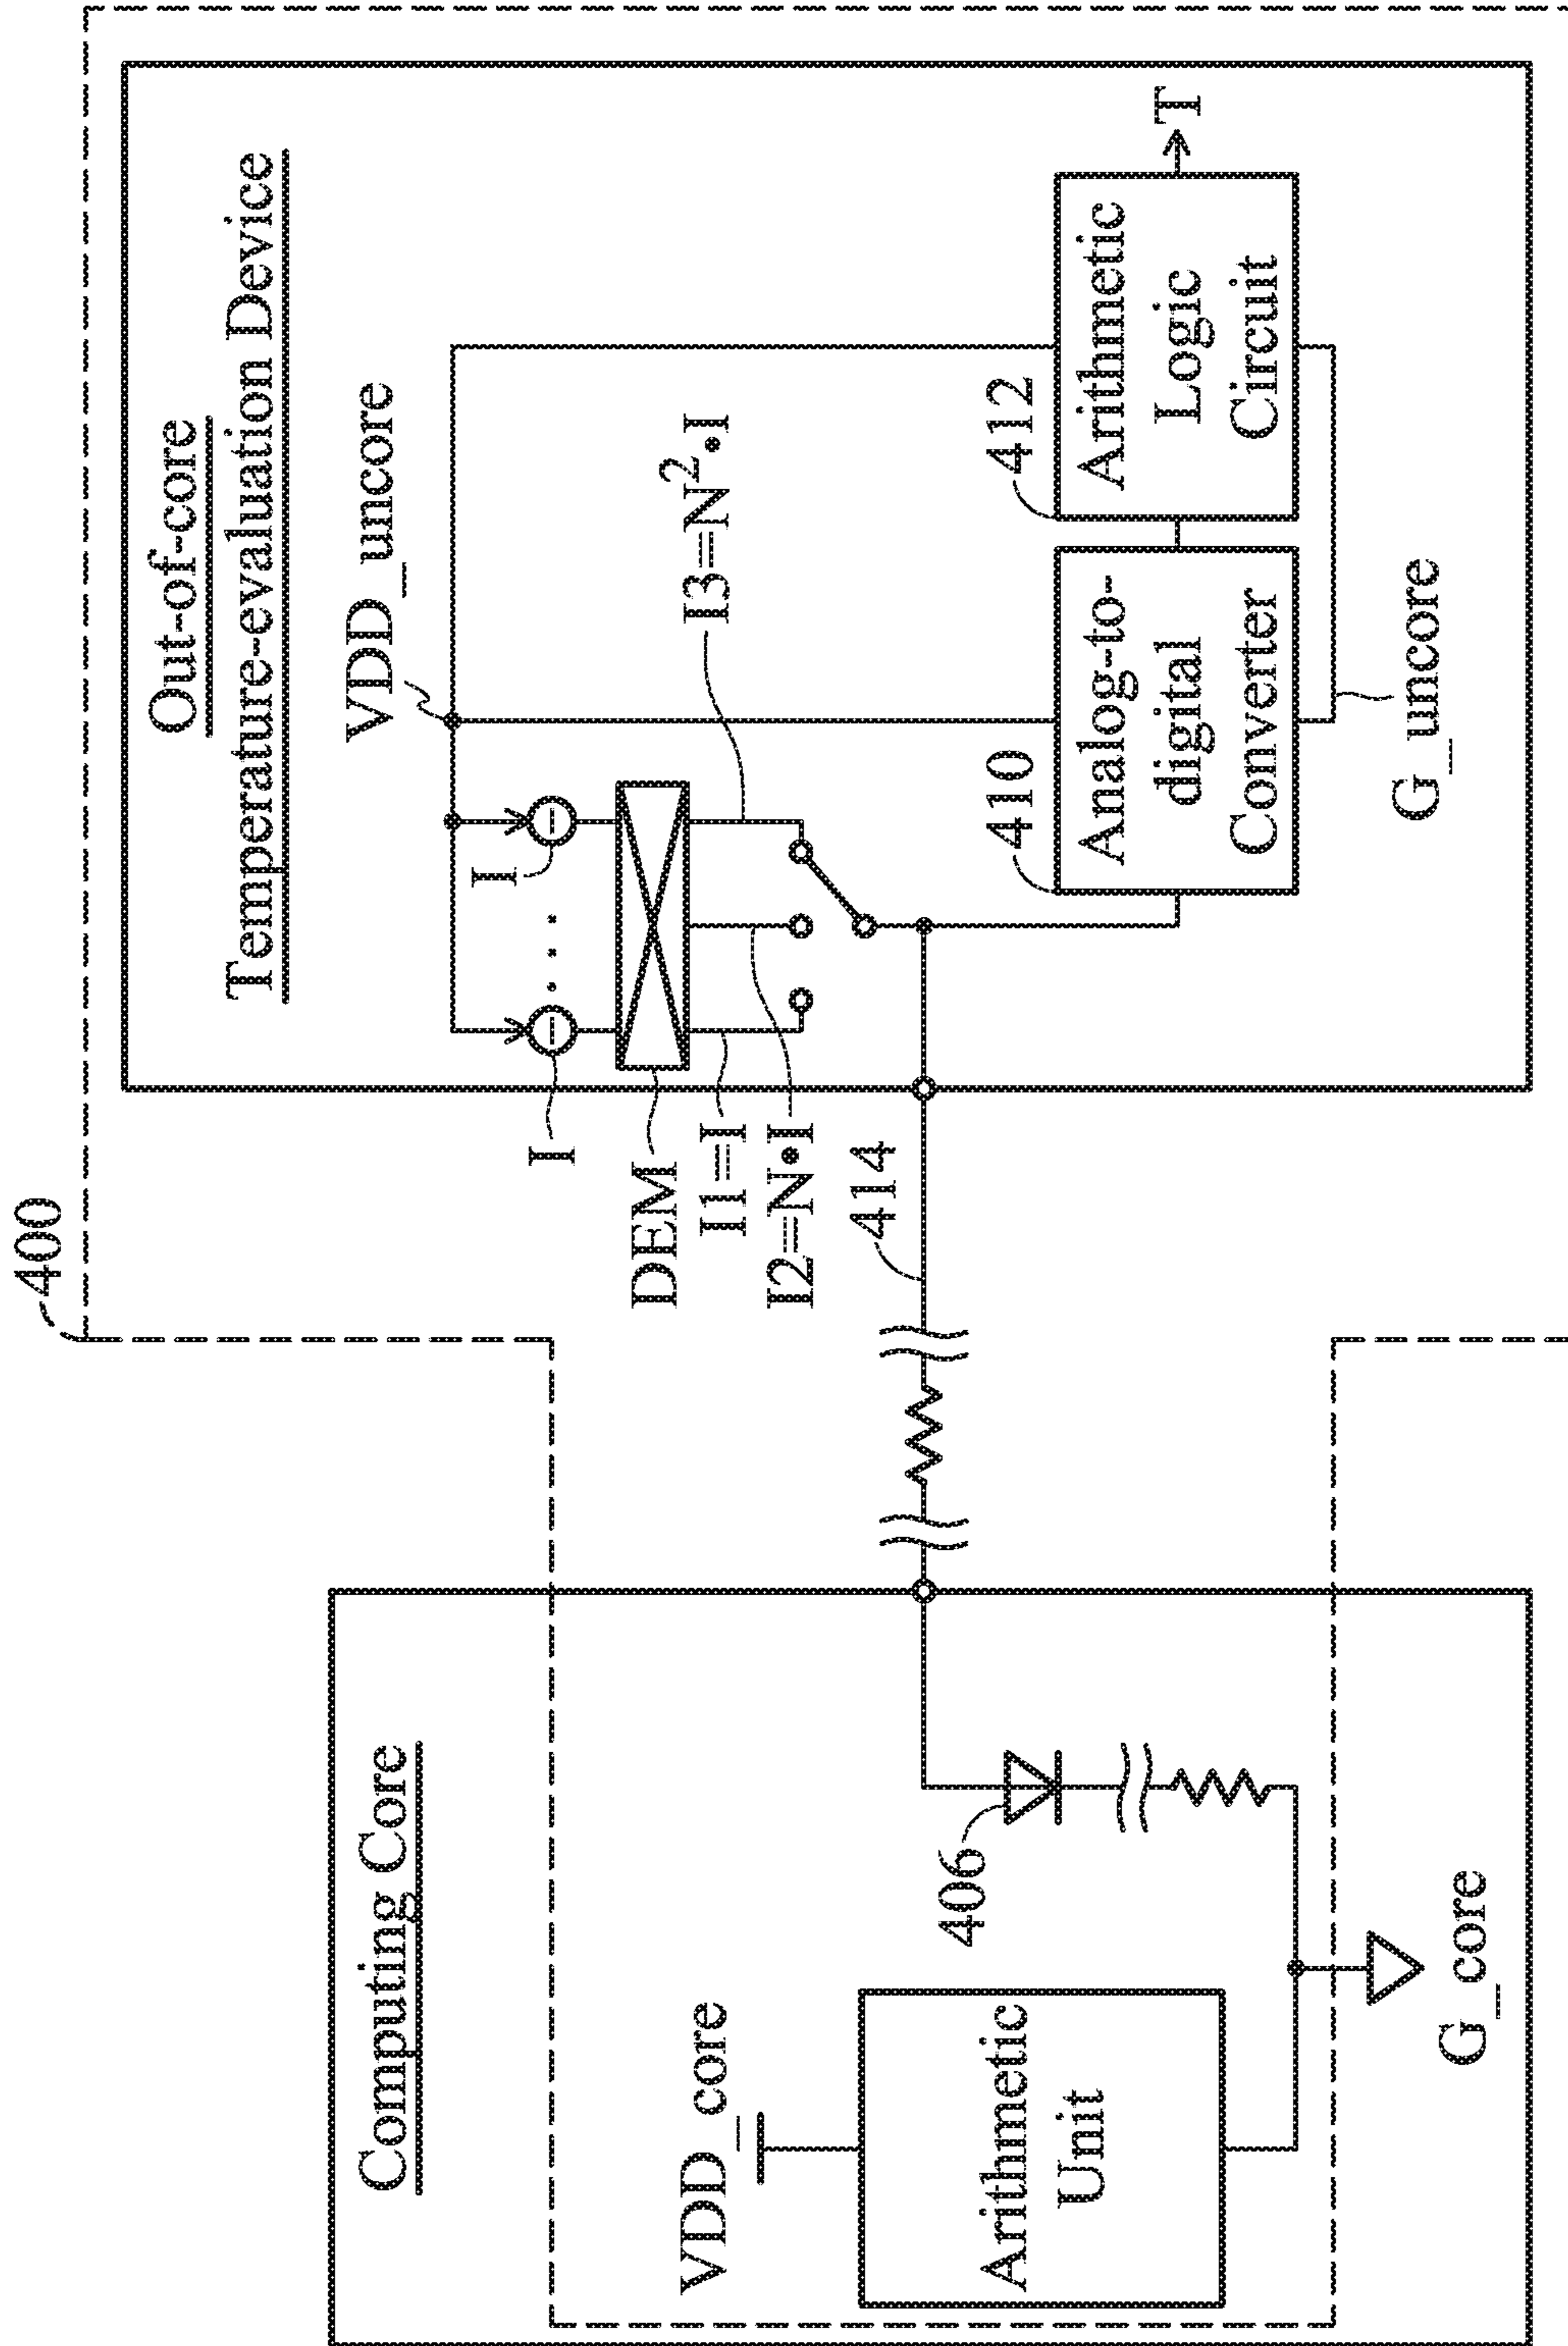 400
Computing Core
VDD_core
Arithmetic
Unit
406
G_core
414
Out-of-core
Temperature-evaluation Device
VDD_uncore
I
I
DEM
I1=I
I2=N•I
I3=N²•I
410
Analog-to-
digital
Converter
412
Arithmetic
Logic
Circuit
T
G_uncore